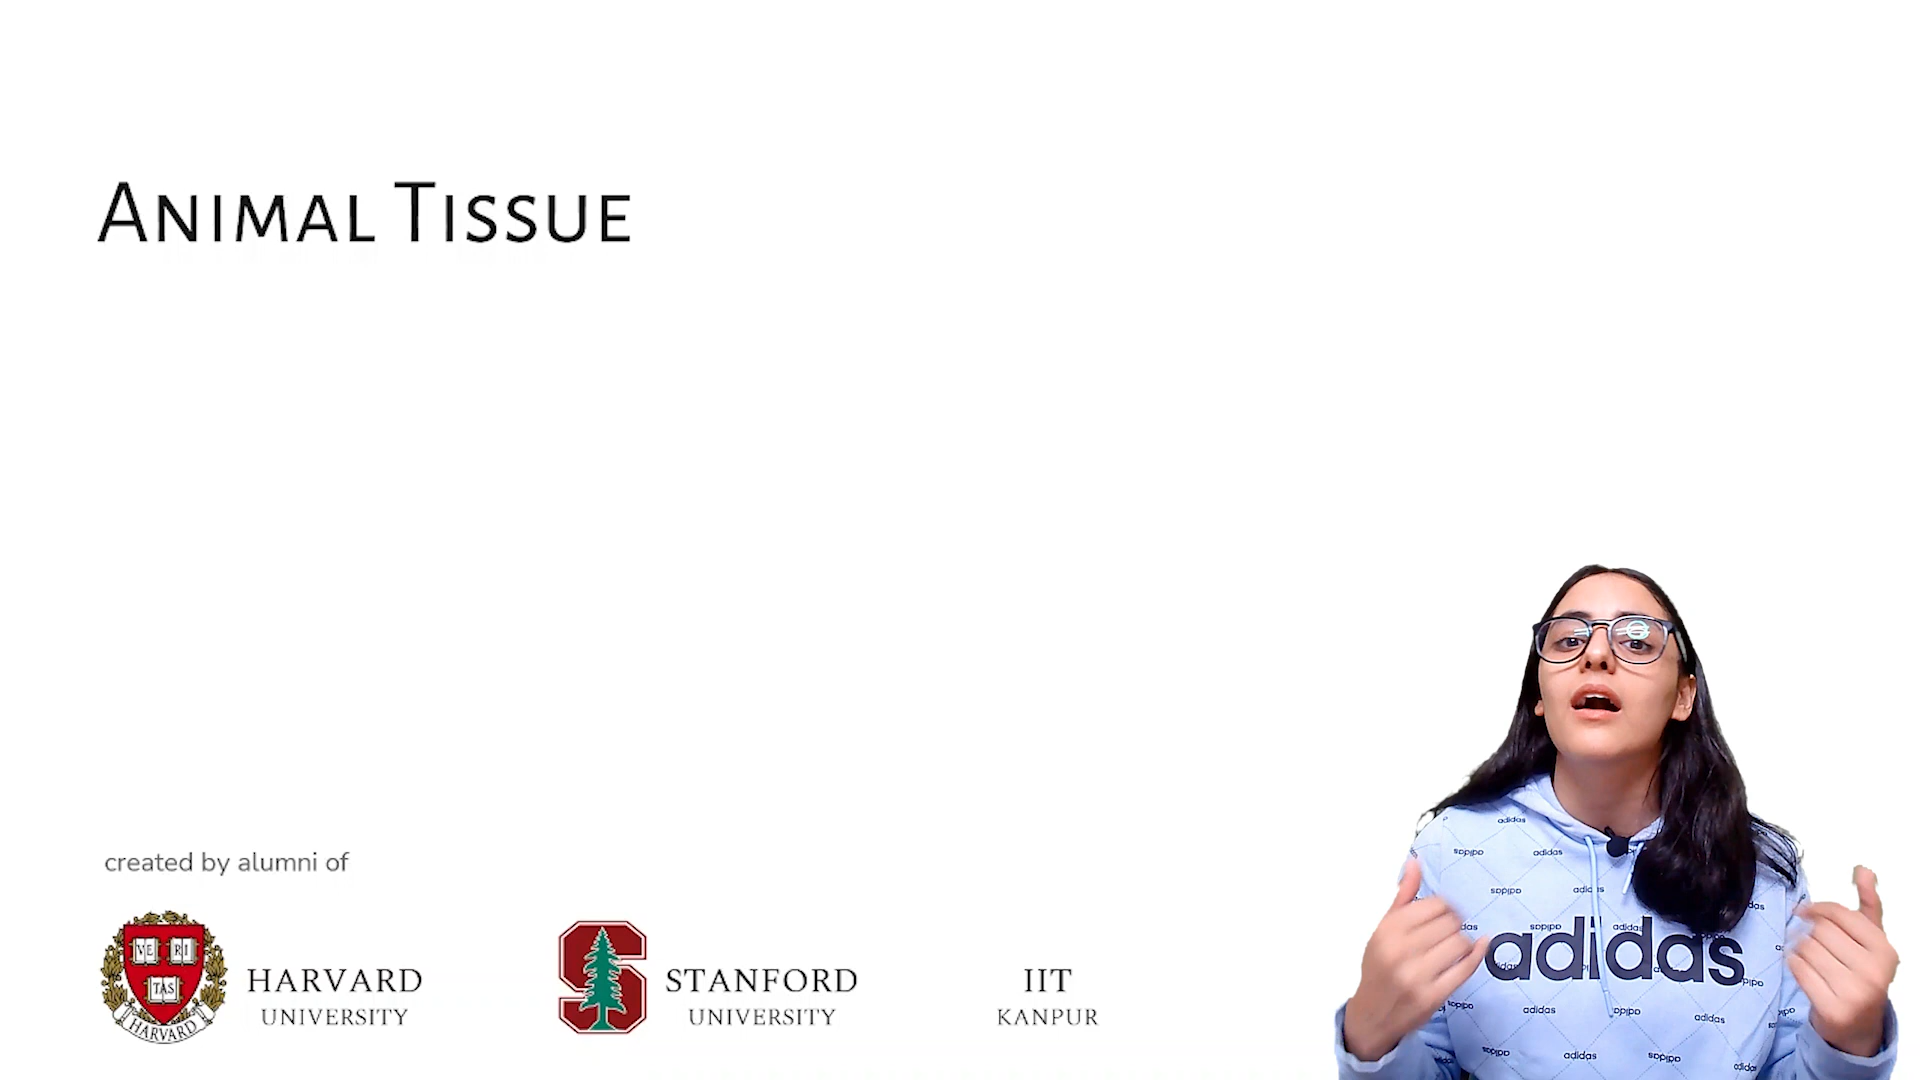 ANIMAL TISSUE
created by alumni of
VE RI
TAS
HARVARD
HARVARD
UNIVERSITY
STANFORD
UNIVERSITY
IIT
KANPUR
adidas